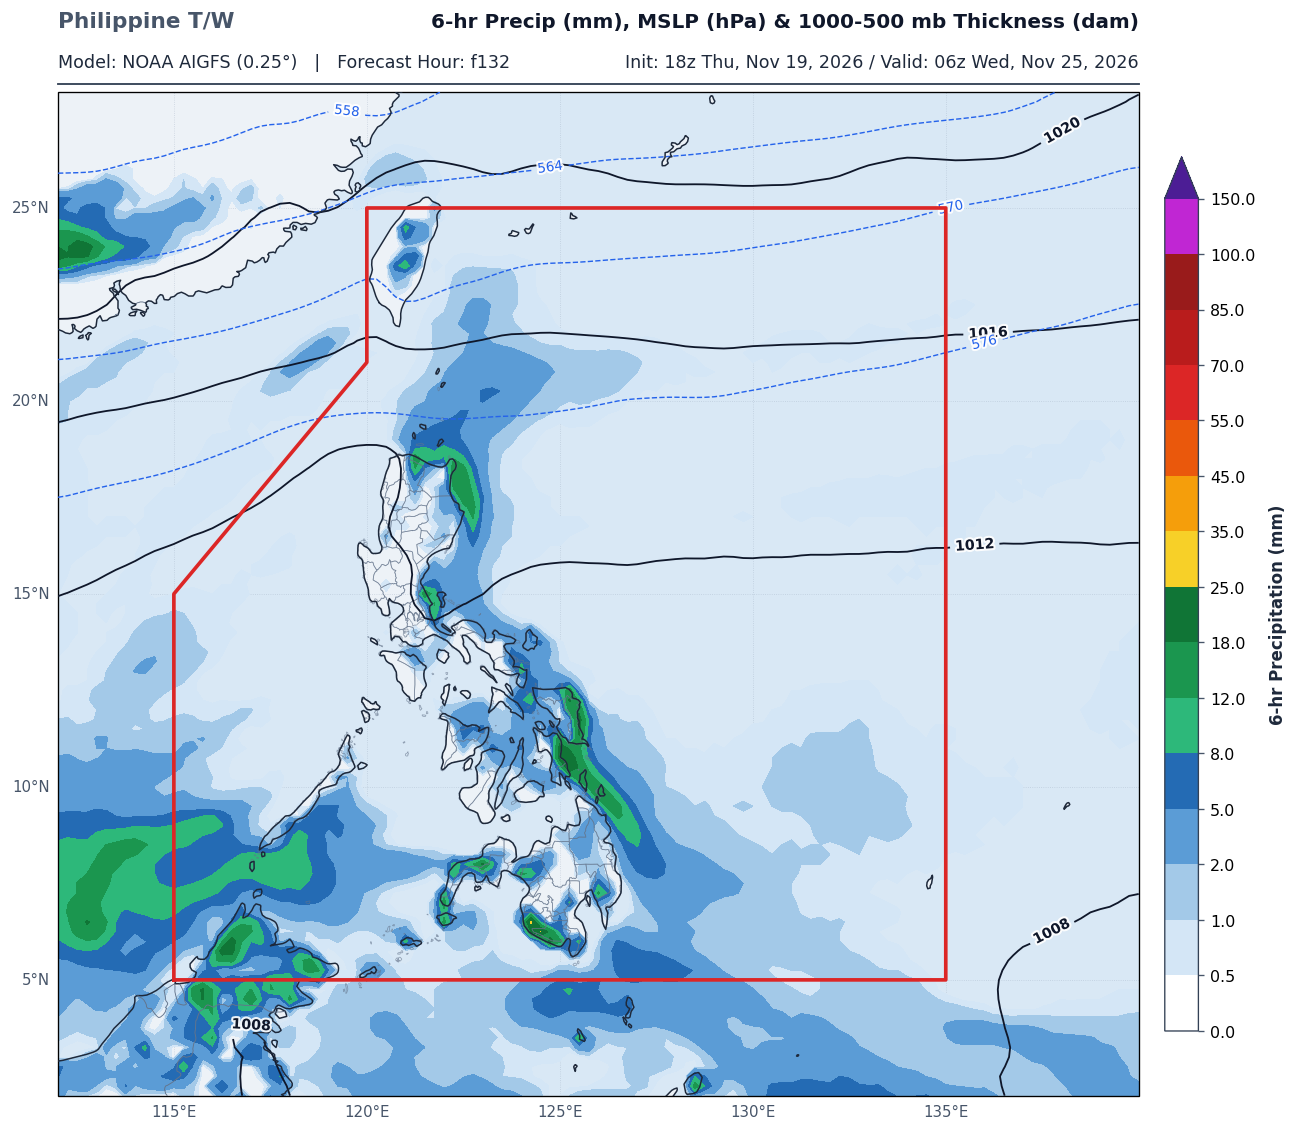 Philippine T/W
6-hr Precip (mm), MSLP (hPa) & 1000-500 mb Thickness (dam)
Model: NOAA AIGFS (0.25°)   |   Forecast Hour: f132
Init: 18z Thu, Nov 19, 2026 / Valid: 06z Wed, Nov 25, 2026
558
1020
564
570
1016
576
1012
1008
1008
25°N
20°N
15°N
10°N
5°N
115°E
120°E
125°E
130°E
135°E
150.0
100.0
85.0
70.0
55.0
45.0
35.0
25.0
18.0
12.0
8.0
5.0
2.0
1.0
0.5
0.0
6-hr Precipitation (mm)